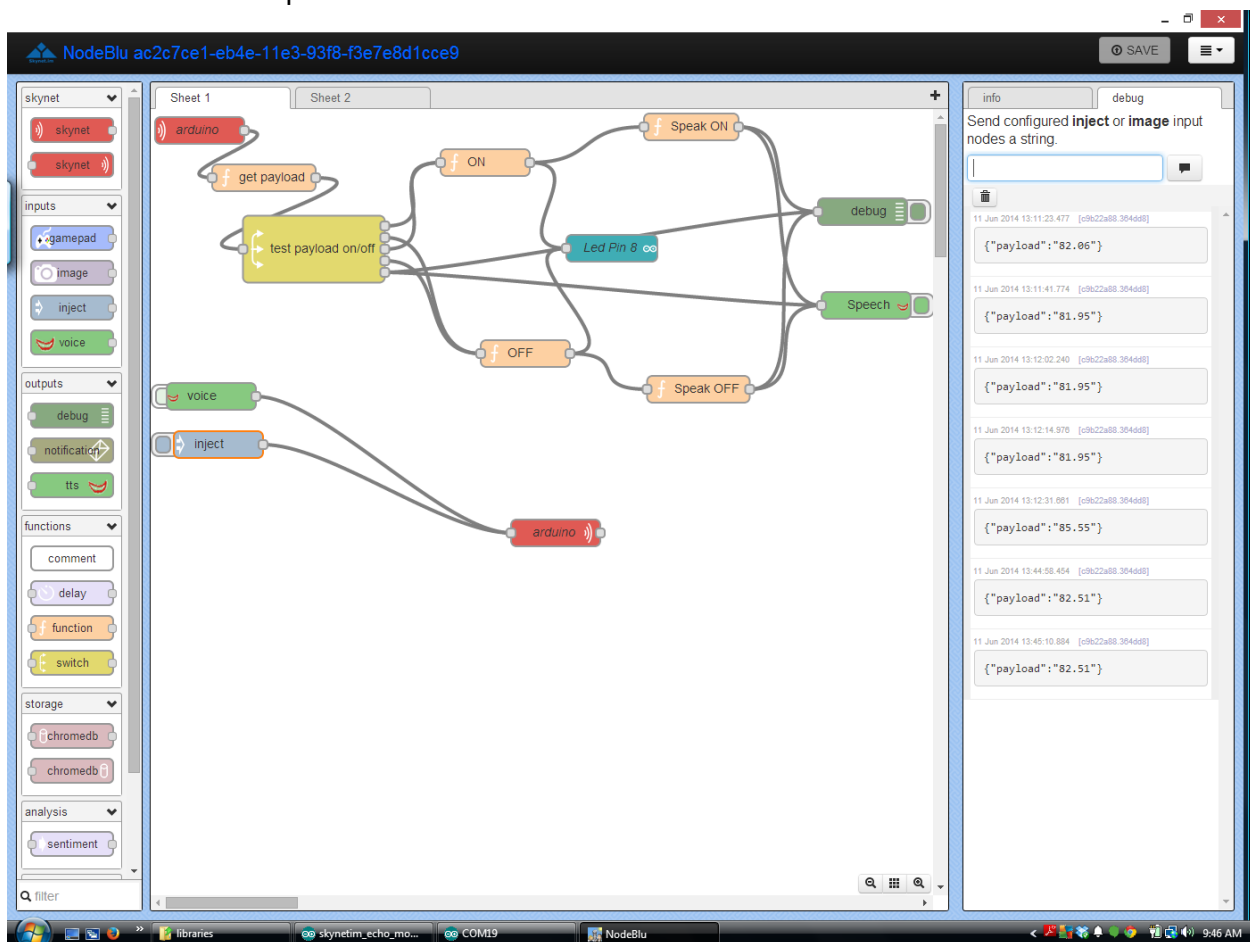 NodeBlu ac2c7ce1-eb4e-11e3-93f8-f3e7e8d1cce9
SAVE
skynet
skynet
skynet
inputs
gamepad
image
inject
voice
outputs
debug
notification
tts
functions
comment
delay
function
switch
storage
chromedb
chromedb
analysis
sentiment
filter
Sheet 1
Sheet 2
arduino
get payload
test payload on/off
ON
OFF
Speak ON
Speak OFF
Led Pin 8
debug
Speech
voice
inject
arduino
info
debug
Send configured inject or image input
nodes a string.
11 Jun 2014 13:11:23.477 [c9b22a88.364dd8]
{"payload":"82.06"}
11 Jun 2014 13:11:41.774 [c9b22a88.364dd8]
{"payload":"81.95"}
11 Jun 2014 13:12:02.240 [c9b22a88.364dd8]
{"payload":"81.95"}
11 Jun 2014 13:12:14.978 [c9b22a88.364dd8]
{"payload":"81.95"}
11 Jun 2014 13:12:31.661 [c9b22a88.364dd8]
{"payload":"85.55"}
11 Jun 2014 13:44:58.454 [c9b22a88.364dd8]
{"payload":"82.51"}
11 Jun 2014 13:45:10.884 [c9b22a88.364dd8]
{"payload":"82.51"}
libraries
skynetim_echo_mo...
COM19
NodeBlu
9:46 AM